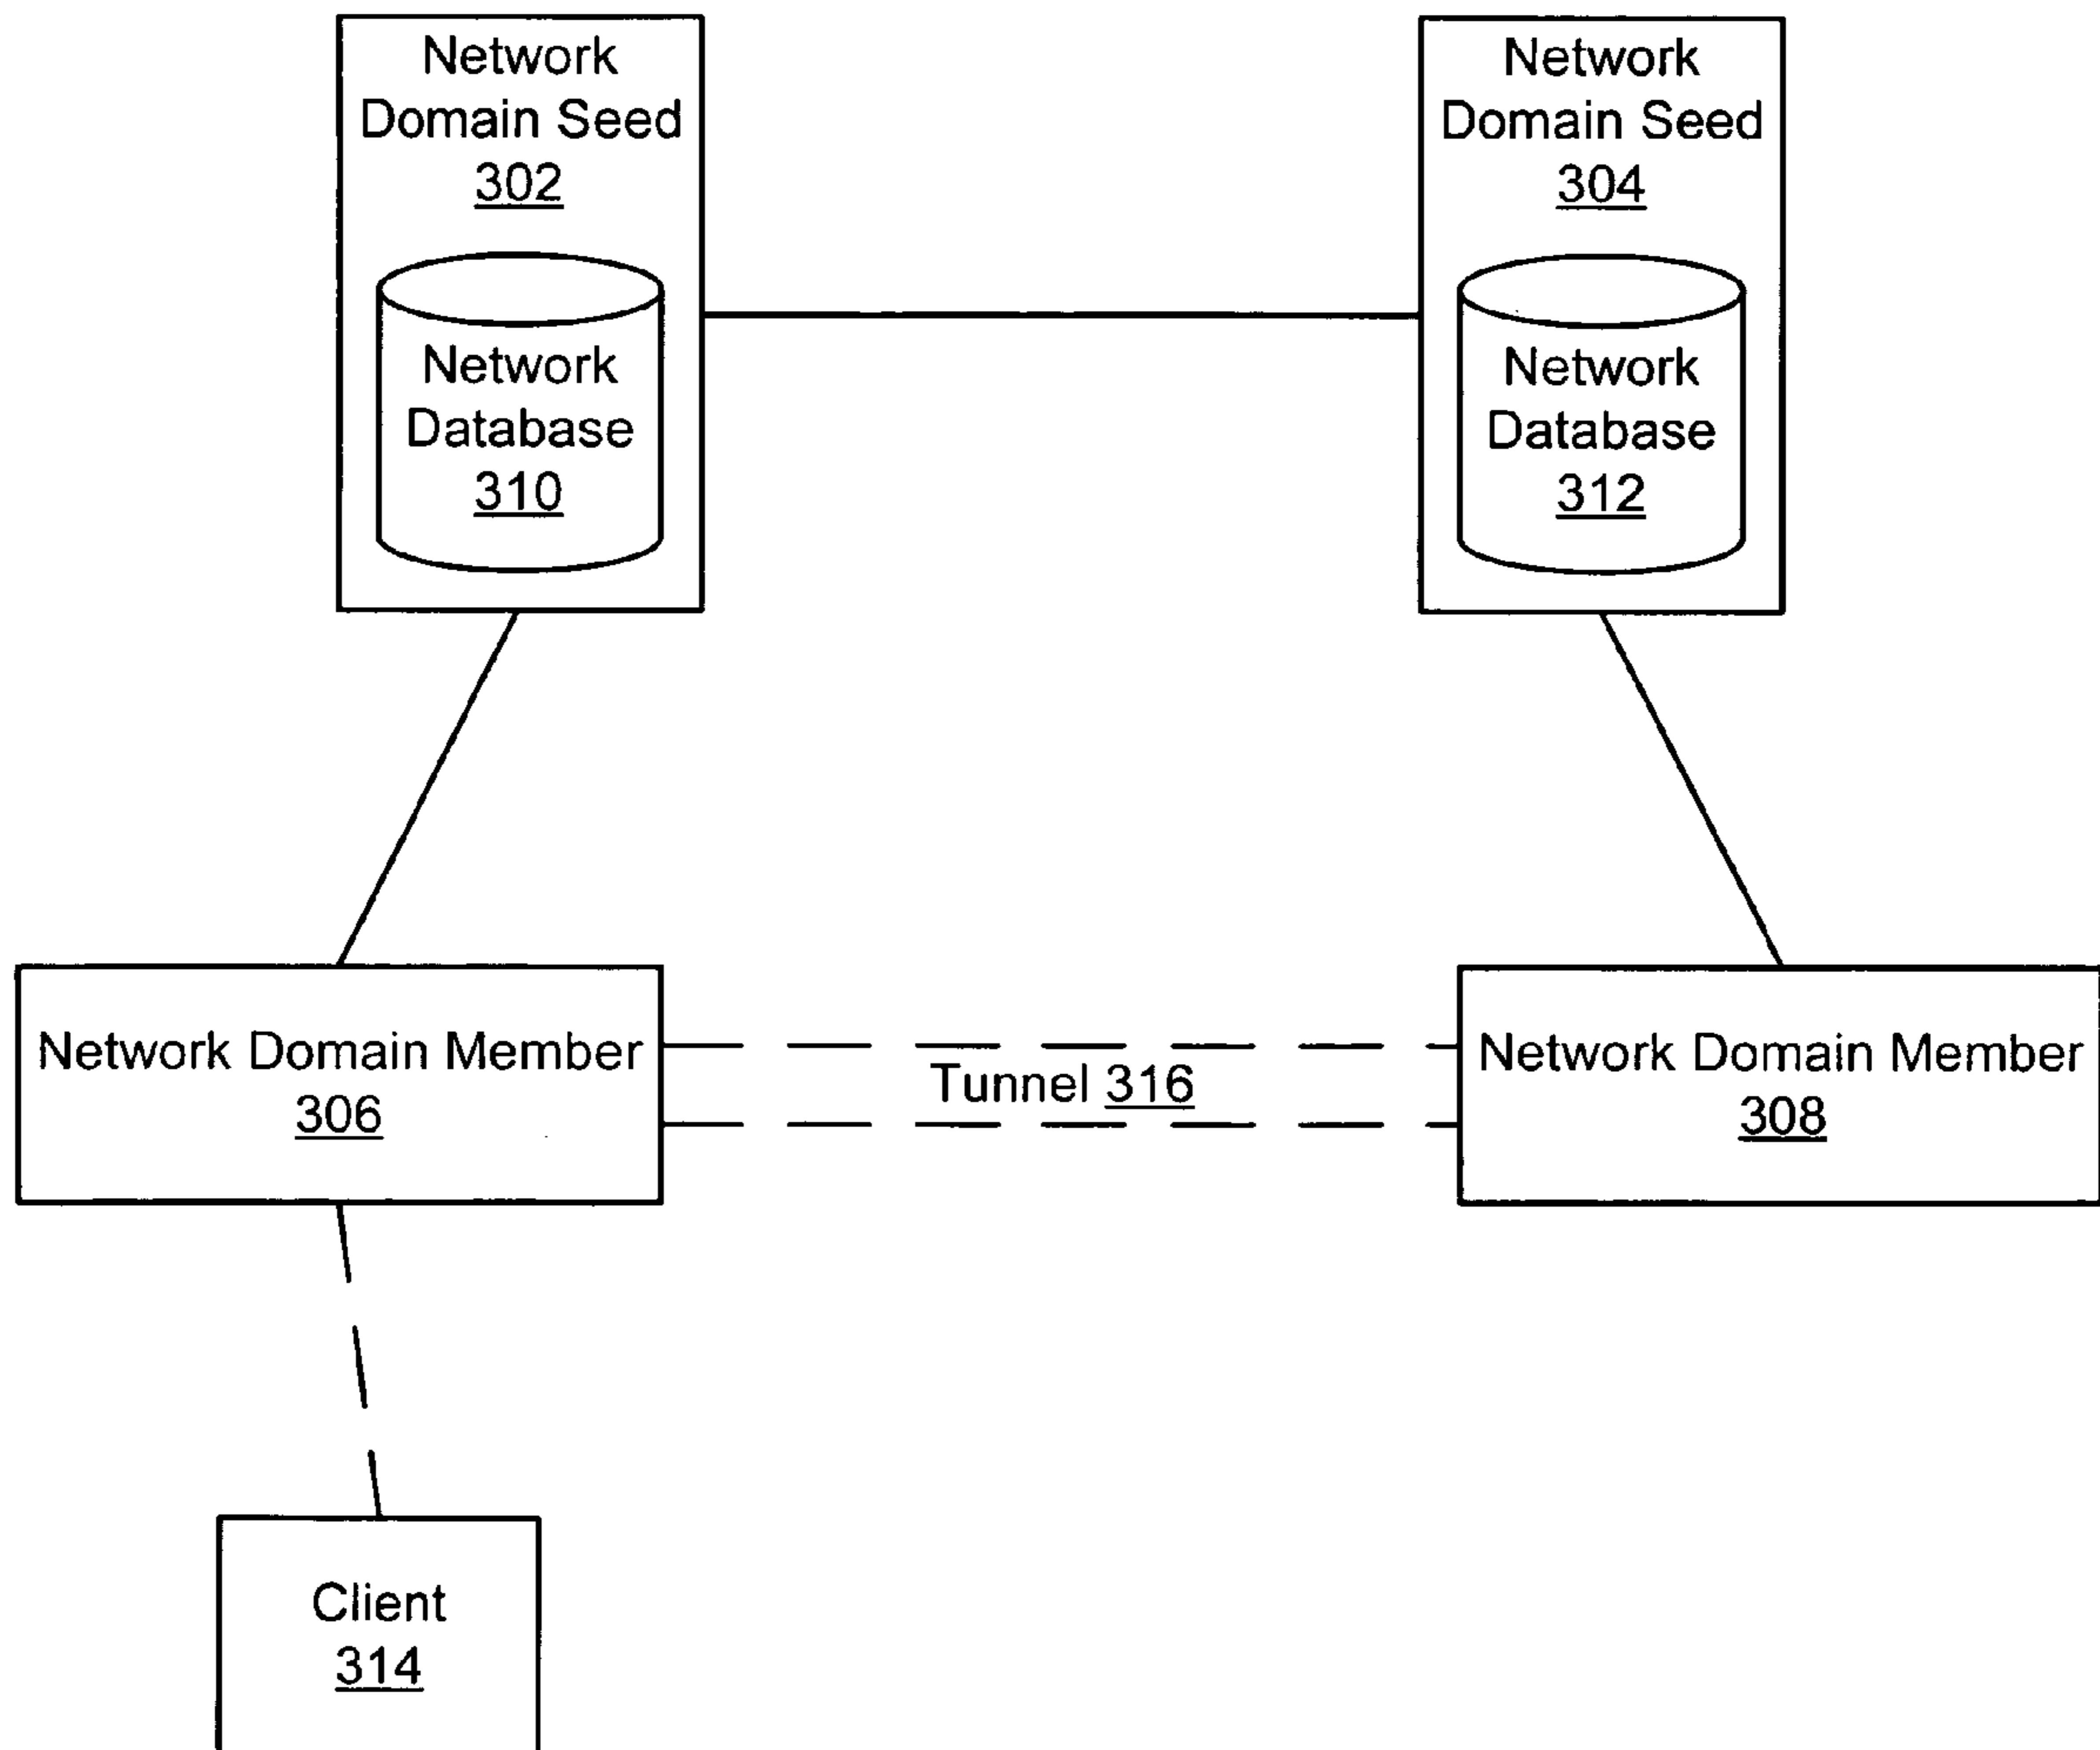 Network
Domain Seed
302
Network
Database
310
Network
Domain Seed
304
Network
Database
312
Network Domain Member
306
Tunnel 316
Network Domain Member
308
Client
314